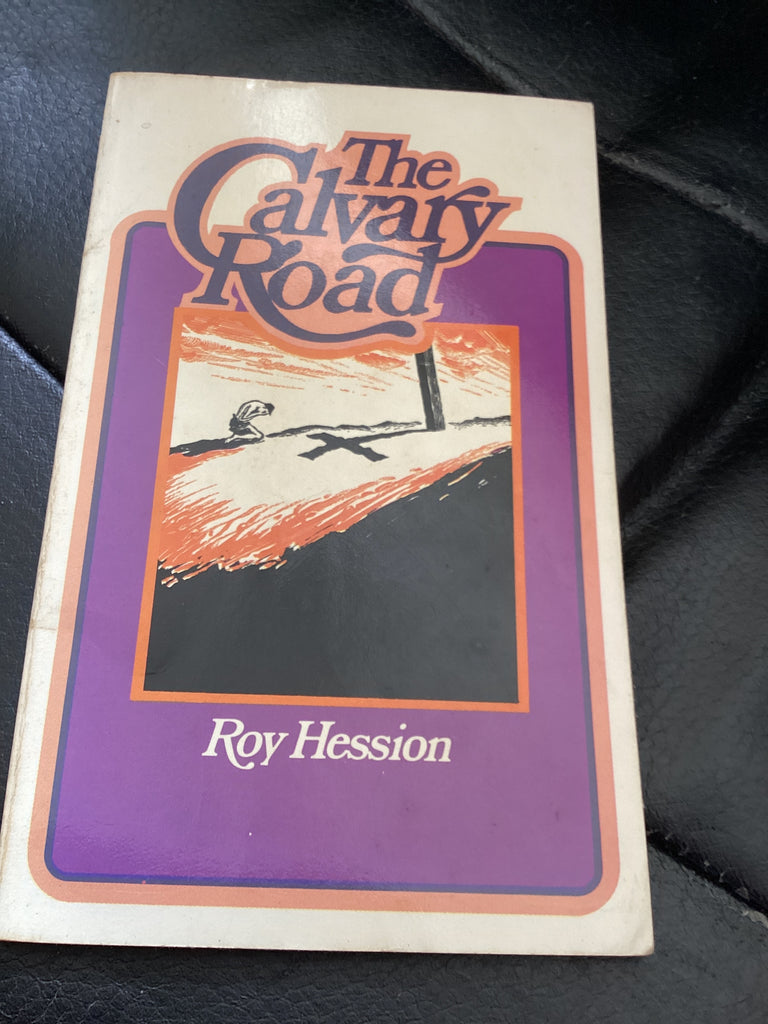 The
Calvary
Road
Roy Hession